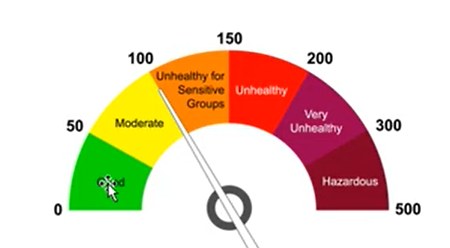 150
100
200
Unhealthy for
Sensitive
Groups
Unhealthy
50
Moderate
Very
Unhealthy
300
Hazardous
0
500